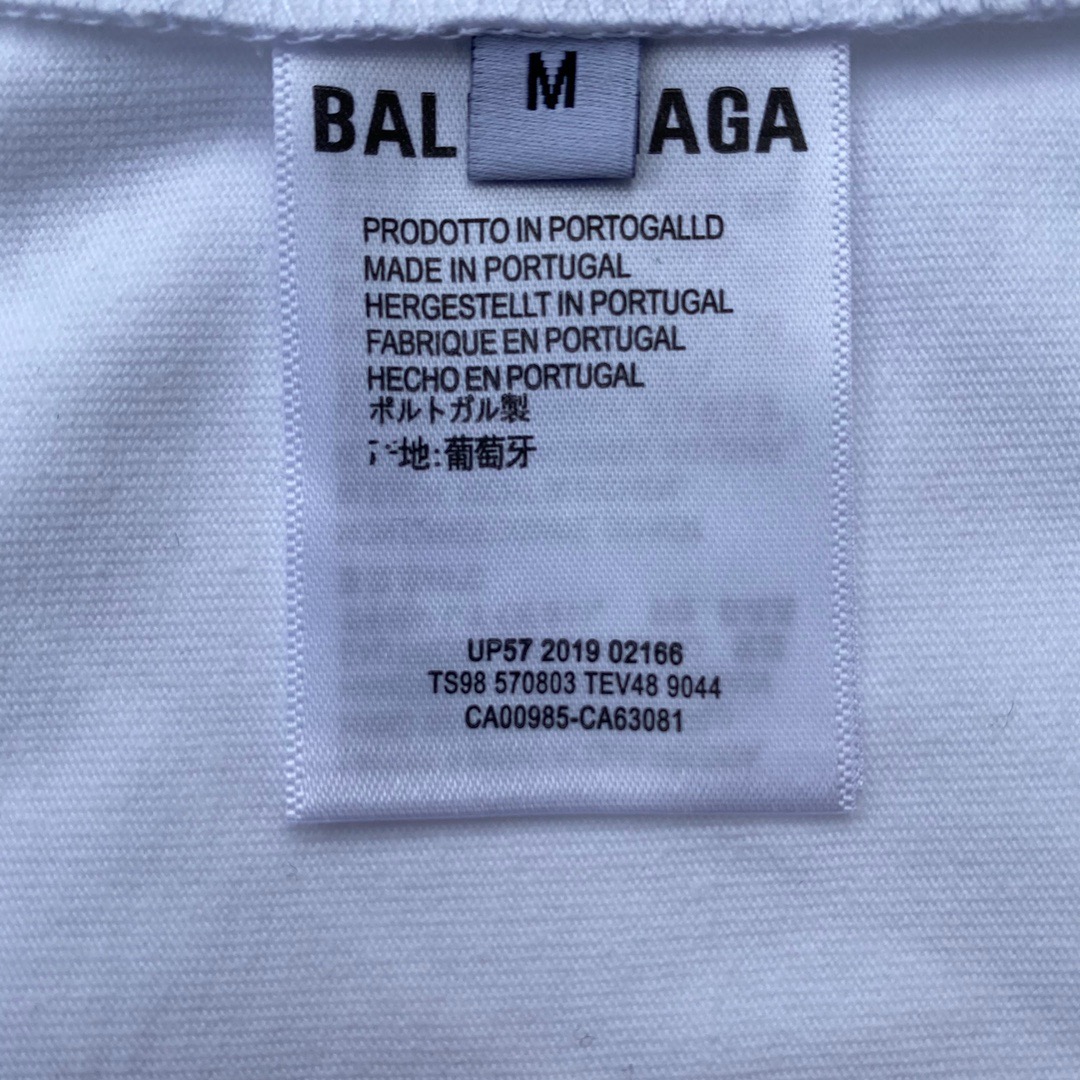 M
BAL AGA
PRODOTTO IN PORTOGALLD
MADE IN PORTUGAL
HERGESTELLT IN PORTUGAL
FABRIQUE EN PORTUGAL
HECHO EN PORTUGAL
ポルトガル製
地:葡萄牙
UP57 2019 02166
TS98 570803 TEV48 9044
CA00985-CA63081